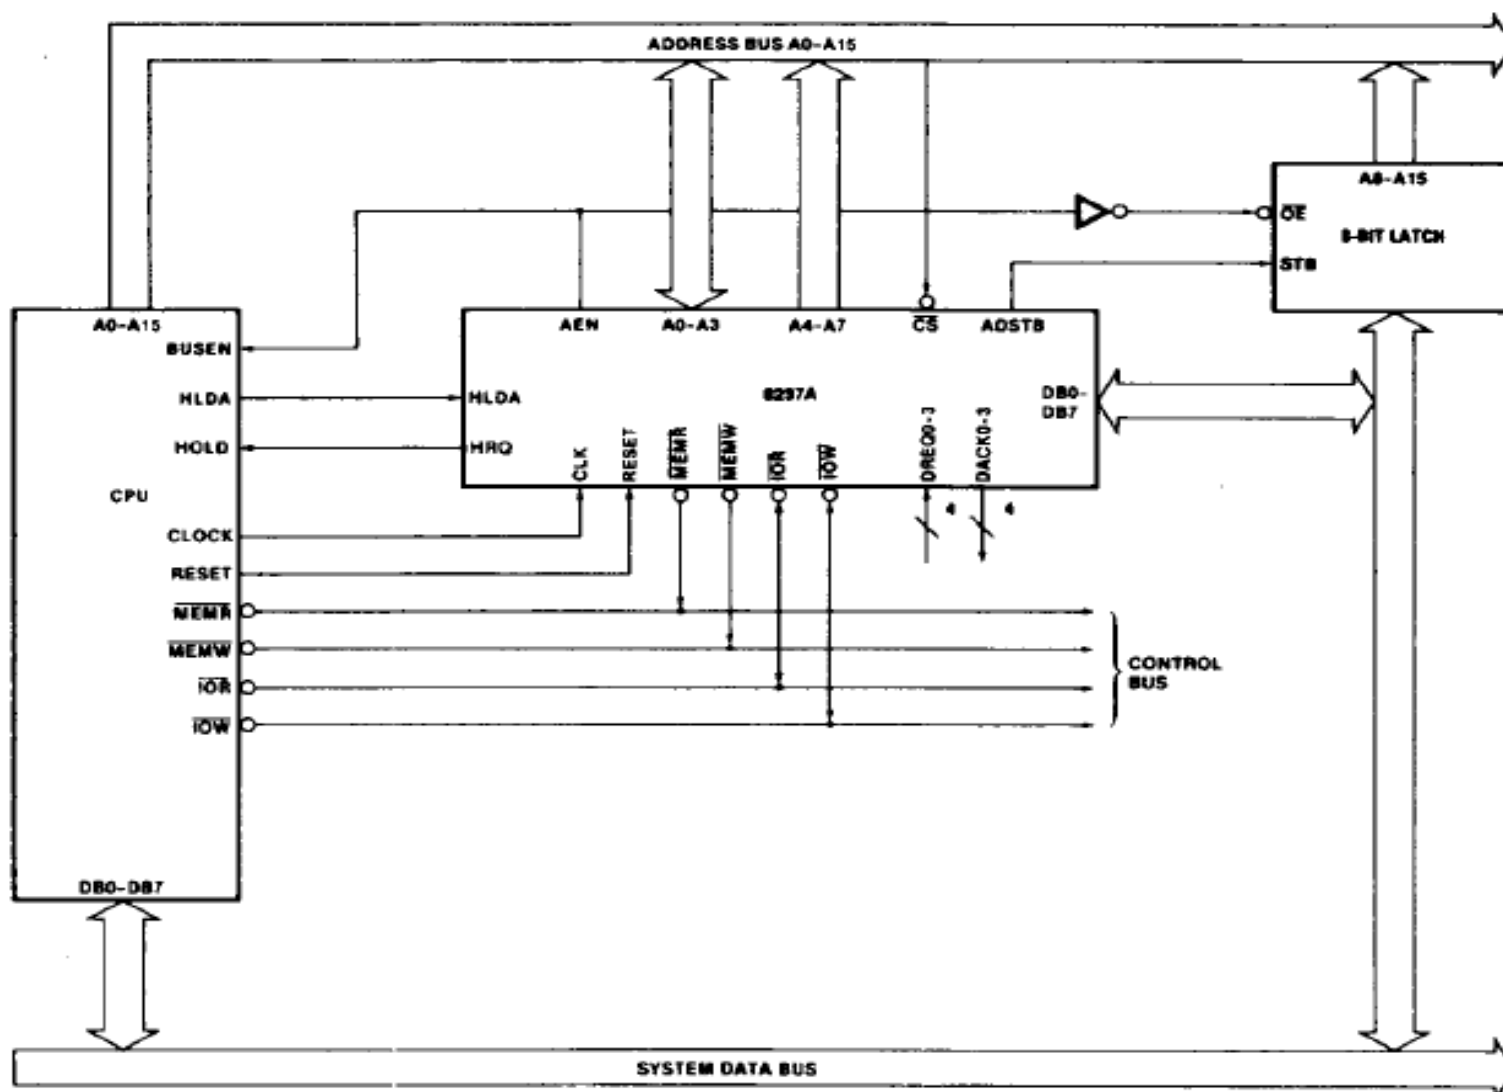 ADDRESS BUS A0-A15
A8-A15
OE
8-BIT LATCH
STB
A0-A15
BUSEN
HLDA
HOLD
CPU
CLOCK
RESET
MEMR
MEMW
IOR
IOW
DB0-DB7
AEN
A0-A3
A4-A7
CS
ADSTB
HLDA
8237A
HRQ
DB0-
DB7
CLK
RESET
MEMR
MEMW
IOR
IOW
DREQ0-3
DACK0-3
4
4
CONTROL
BUS
SYSTEM DATA BUS